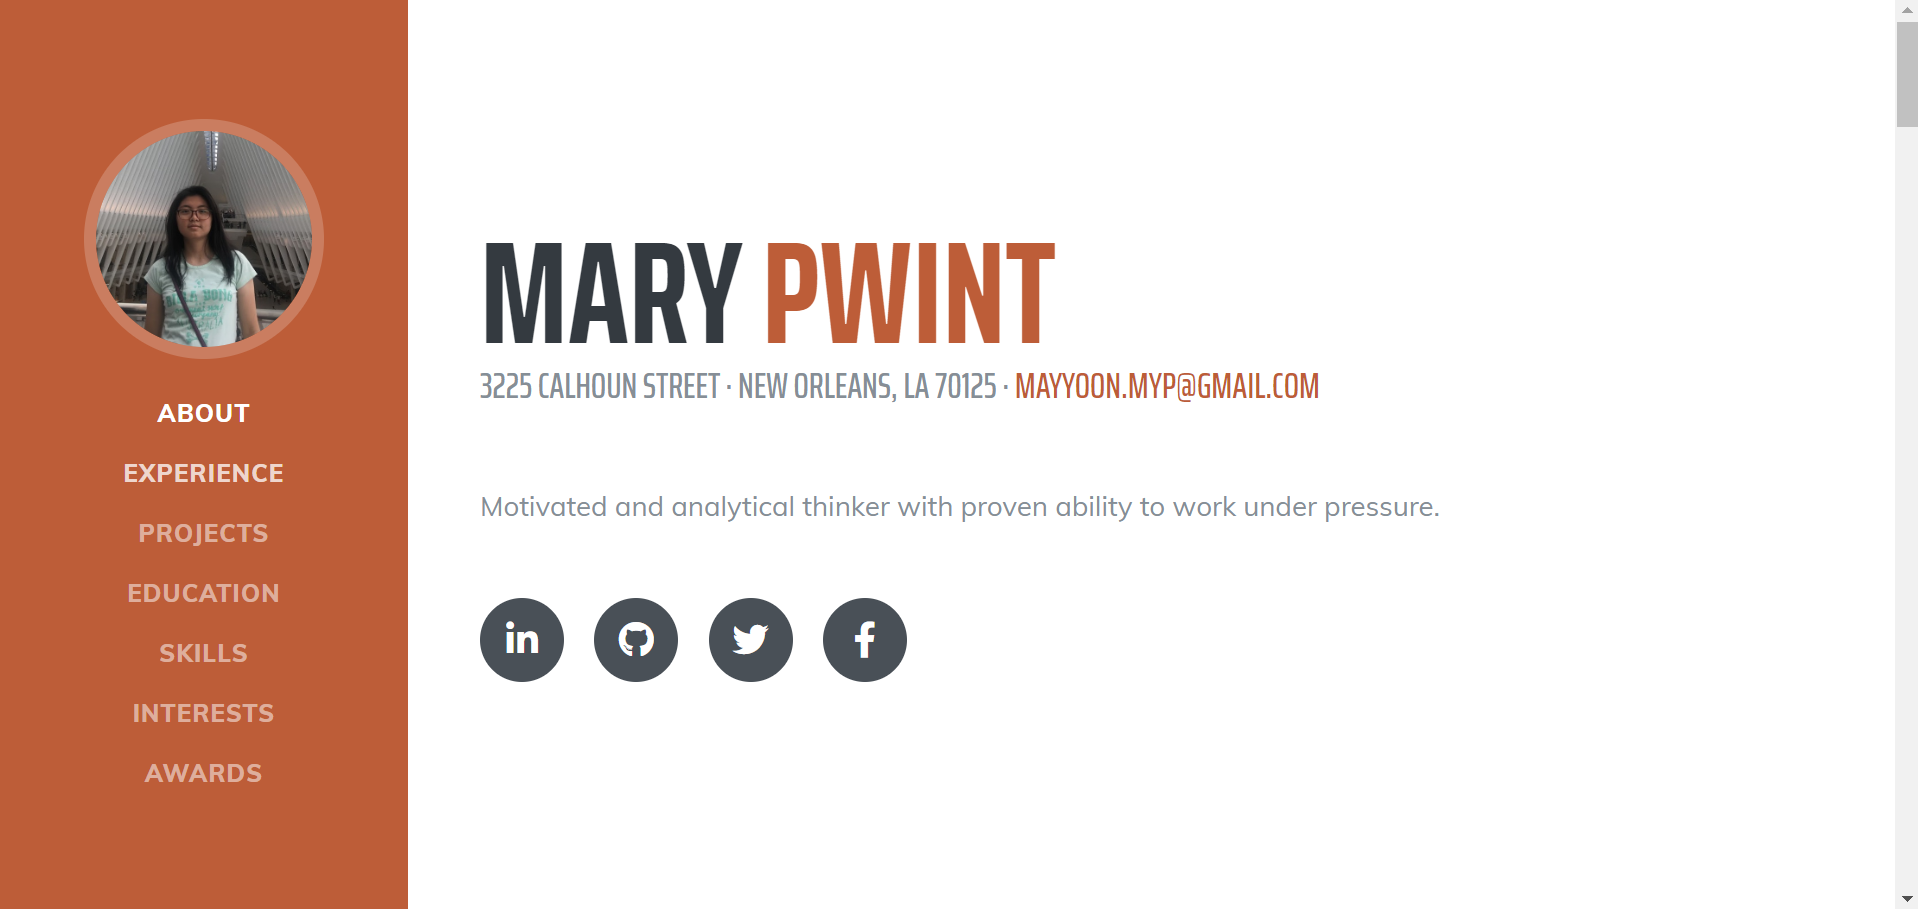 ABOUT
EXPERIENCE
PROJECTS
EDUCATION
SKILLS
INTERESTS
AWARDS
MARY PWINT
3225 CALHOUN STREET · NEW ORLEANS, LA 70125 · MAYYOON.MYP@GMAIL.COM
Motivated and analytical thinker with proven ability to work under pressure.